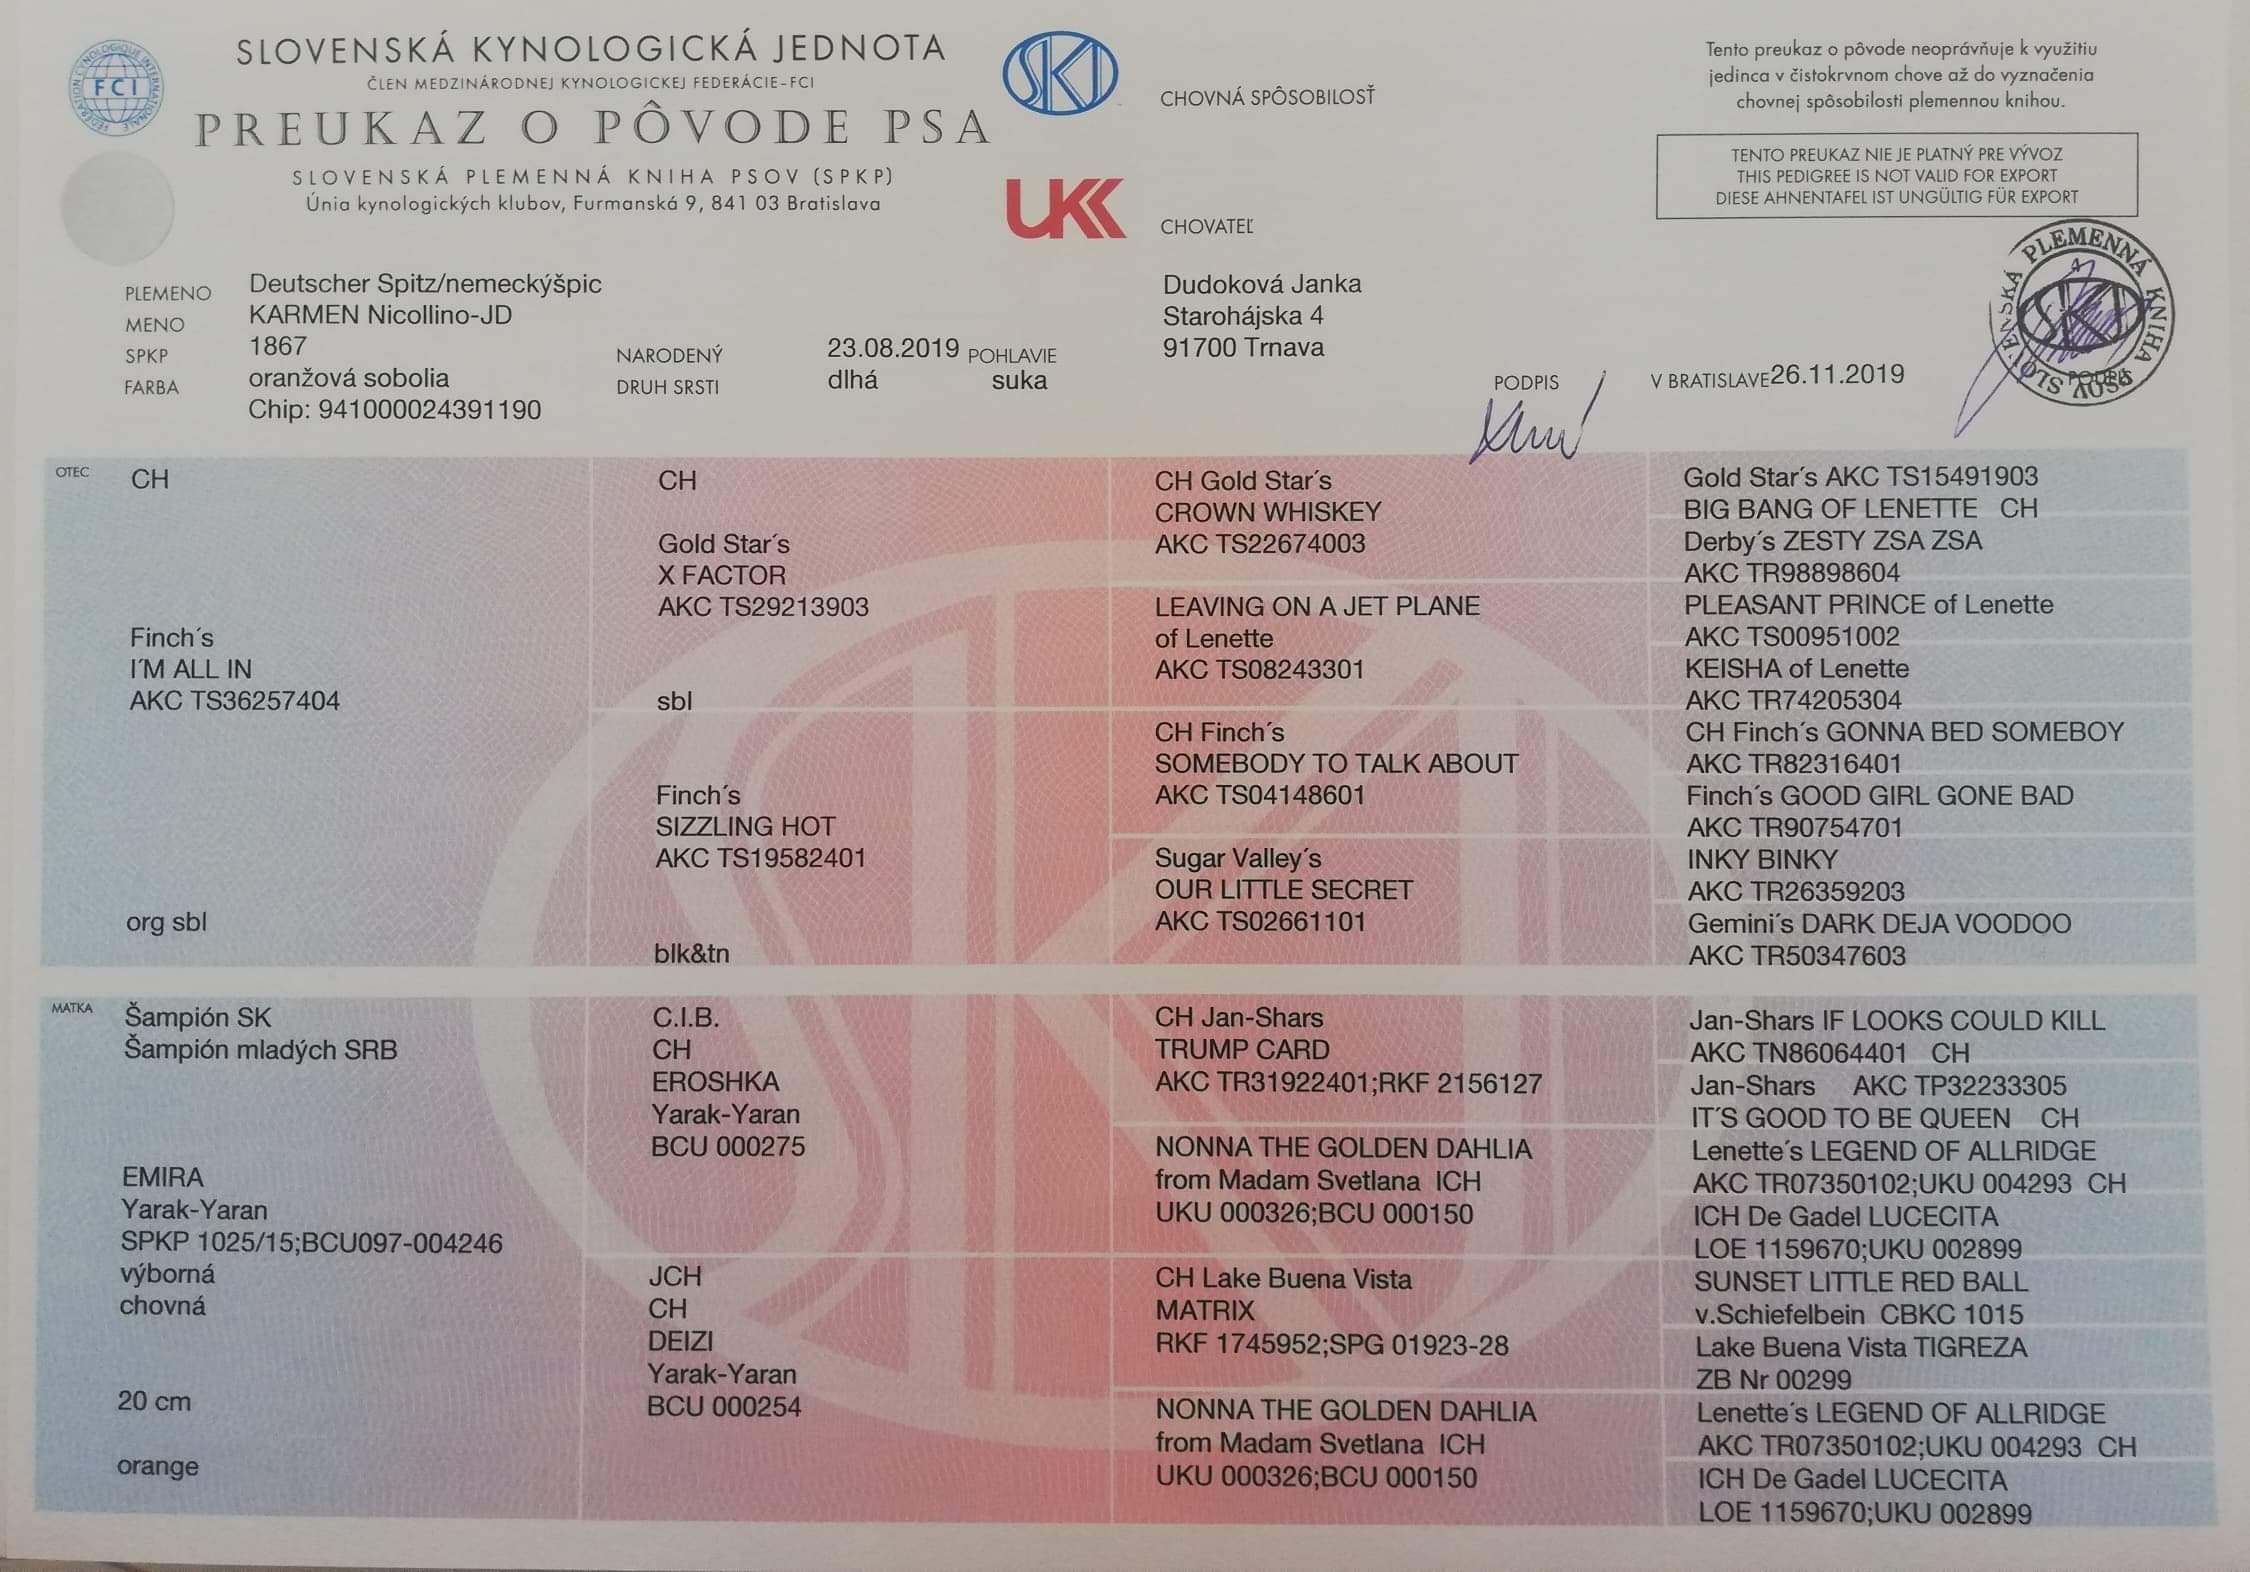 SLOVENSKÁ KYNOLOGICKÁ JEDNOTA
ČLEN MEDZINÁRODNEJ KYNOLOGICKEJ FEDERÁCIE-FCI
PREUKAZ O PÔVODE PSA
SLOVENSKÁ PLEMENNÁ KNIHA PSOV (SPKP)
Únia kynologických klubov, Furmanská 9, 841 03 Bratislava
FEDERATION CYNOLOGIQUE INTERNATIONALE
FCI
SKJ
UKK
CHOVNÁ SPÔSOBILOSŤ
CHOVATEĽ
Tento preukaz o pôvode neoprávňuje k využitiu
jedinca v čistokrvnom chove až do vyznačenia
chovnej spôsobilosti plemennou knihou.
TENTO PREUKAZ NIE JE PLATNÝ PRE VÝVOZ
THIS PEDIGREE IS NOT VALID FOR EXPORT
DIESE AHNENTAFEL IST UNGÜLTIG FÜR EXPORT
PLEMENO Deutscher Spitz/nemeckýšpic
MENO KARMEN Nicollino-JD
SPKP 1867 NARODENÝ 23.08.2019 POHLAVIE
FARBA oranžová sobolia DRUH SRSTI dlhá suka
Chip: 941000024391190
Dudoková Janka
Starohájska 4
91700 Trnava
PODPIS
V BRATISLAVE 26.11.2019
PODPIS
SLOVENSKÁ PLEMENNÁ KNIHA PSOV
SKJ
OTEC
CH
Finch´s
I´M ALL IN
AKC TS36257404
org sbl
CH
Gold Star´s
X FACTOR
AKC TS29213903
sbl
Finch´s
SIZZLING HOT
AKC TS19582401
blk&tn
CH Gold Star´s
CROWN WHISKEY
AKC TS22674003
LEAVING ON A JET PLANE
of Lenette
AKC TS08243301
CH Finch´s
SOMEBODY TO TALK ABOUT
AKC TS04148601
Sugar Valley´s
OUR LITTLE SECRET
AKC TS02661101
Gold Star´s AKC TS15491903
BIG BANG OF LENETTE CH
Derby´s ZESTY ZSA ZSA
AKC TR98898604
PLEASANT PRINCE of Lenette
AKC TS00951002
KEISHA of Lenette
AKC TR74205304
CH Finch´s GONNA BED SOMEBOY
AKC TR82316401
Finch´s GOOD GIRL GONE BAD
AKC TR90754701
INKY BINKY
AKC TR26359203
Gemini´s DARK DEJA VOODOO
AKC TR50347603
MATKA
Šampión SK
Šampión mladých SRB
EMIRA
Yarak-Yaran
SPKP 1025/15;BCU097-004246
výborná
chovná
20 cm
orange
C.I.B.
CH
EROSHKA
Yarak-Yaran
BCU 000275
JCH
CH
DEIZI
Yarak-Yaran
BCU 000254
CH Jan-Shars
TRUMP CARD
AKC TR31922401;RKF 2156127
NONNA THE GOLDEN DAHLIA
from Madam Svetlana ICH
UKU 000326;BCU 000150
CH Lake Buena Vista
MATRIX
RKF 1745952;SPG 01923-28
NONNA THE GOLDEN DAHLIA
from Madam Svetlana ICH
UKU 000326;BCU 000150
Jan-Shars IF LOOKS COULD KILL
AKC TN86064401 CH
Jan-Shars AKC TP32233305
IT´S GOOD TO BE QUEEN CH
Lenette´s LEGEND OF ALLRIDGE
AKC TR07350102;UKU 004293 CH
ICH De Gadel LUCECITA
LOE 1159670;UKU 002899
SUNSET LITTLE RED BALL
v.Schiefelbein CBKC 1015
Lake Buena Vista TIGREZA
ZB Nr 00299
Lenette´s LEGEND OF ALLRIDGE
AKC TR07350102;UKU 004293 CH
ICH De Gadel LUCECITA
LOE 1159670;UKU 002899